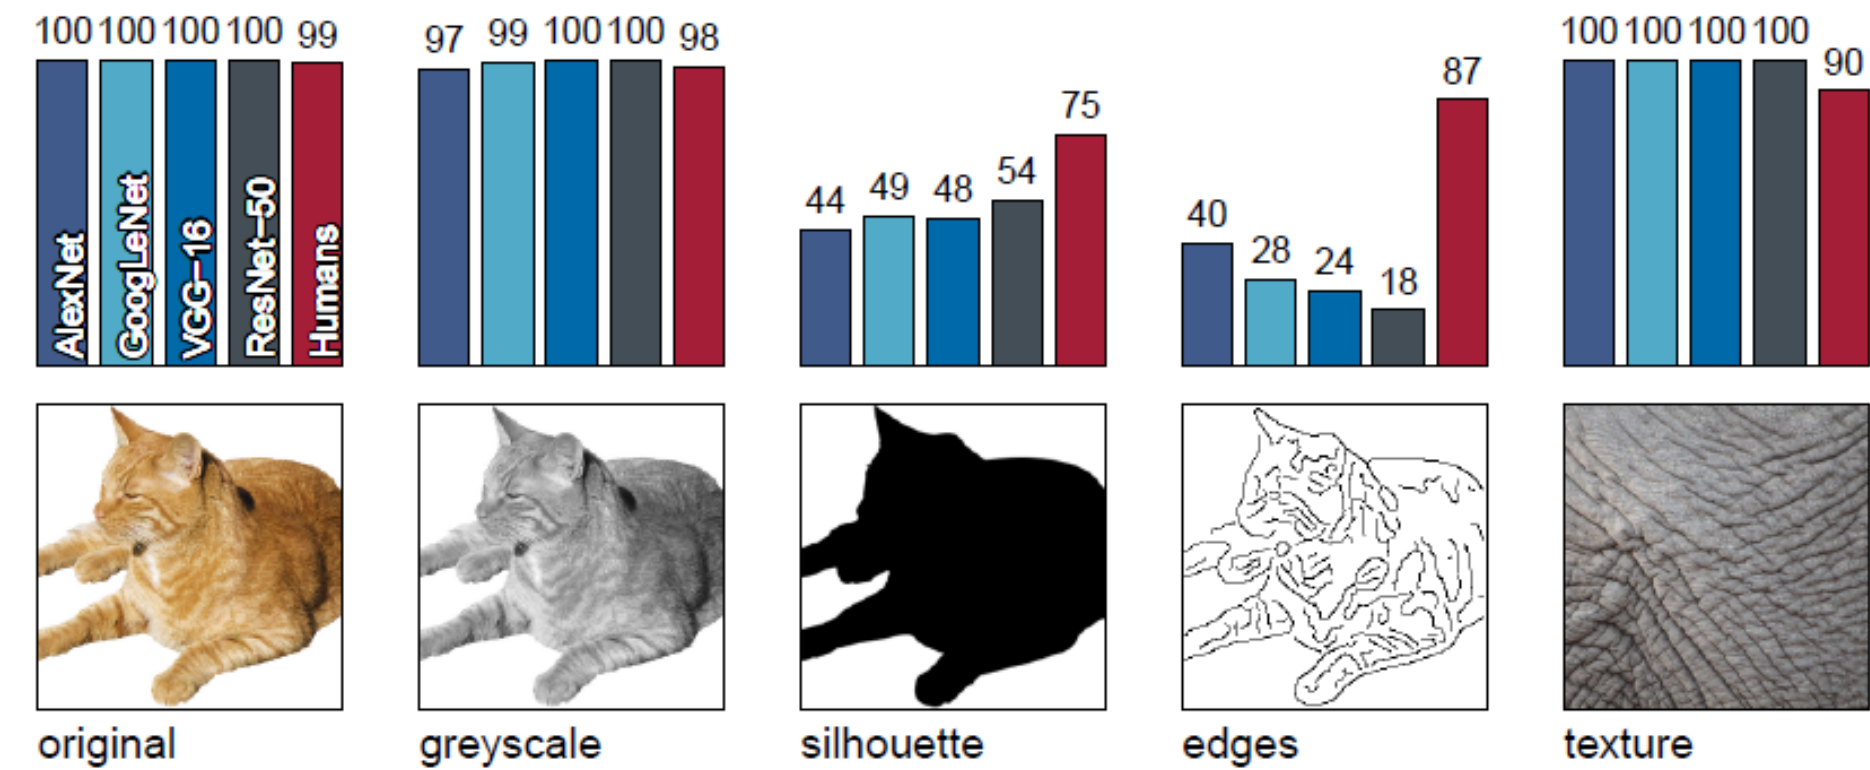 100 100 100 100 99
AlexNet
GoogLeNet
VGG–16
ResNet–50
Humans
original
97 99 100 100 98
greyscale
44 49 48 54 75
silhouette
40 28 24 18 87
edges
100 100 100 100 90
texture